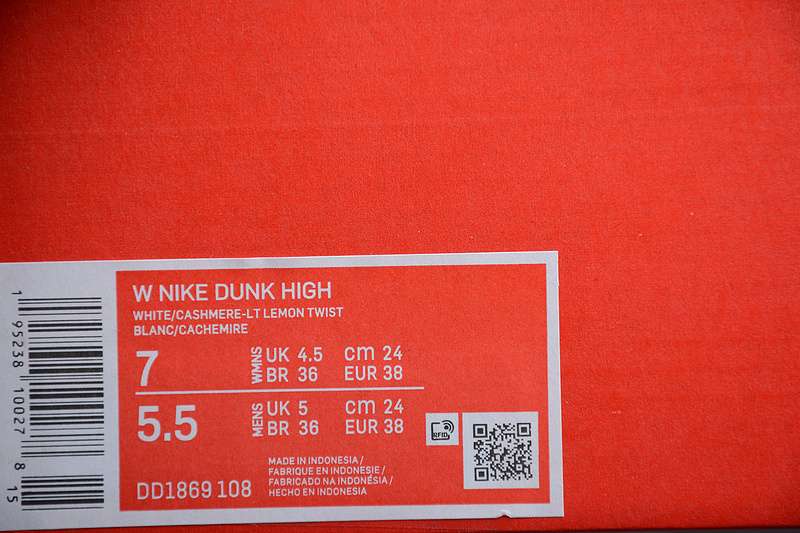 W NIKE DUNK HIGH
WHITE/CASHMERE-LT LEMON TWIST
BLANC/CACHEMIRE
7 WMNS UK 4.5 cm 24
BR 36 EUR 38
5.5 MENS UK 5 cm 24
BR 36 EUR 38
RFID
MADE IN INDONESIA /
FABRIQUE EN INDONESIE /
FABRICADO NA INDONÉSIA /
HECHO EN INDONESIA
DD1869 108
1 95238 10027 8 15